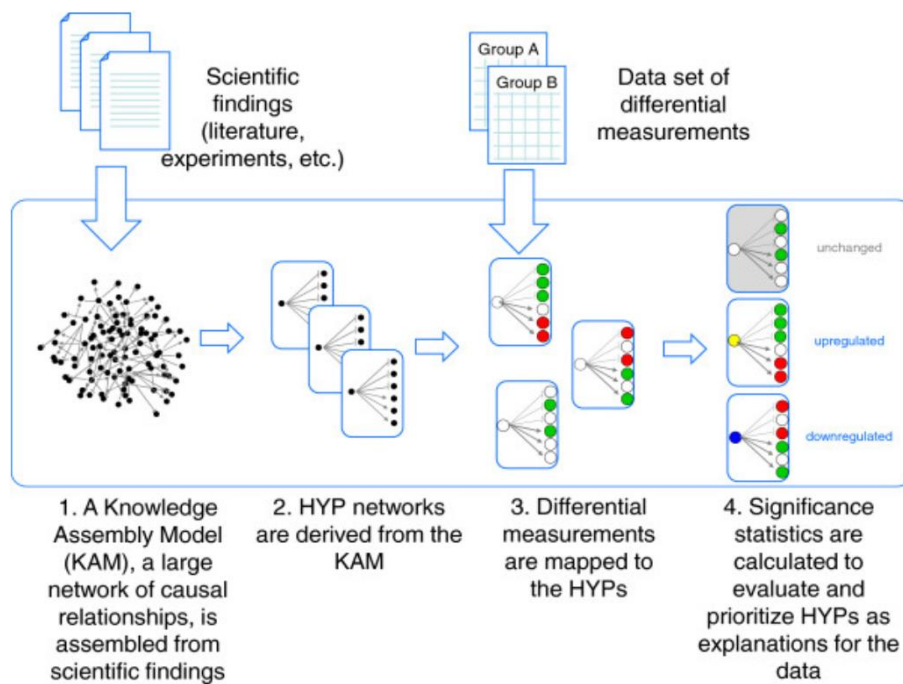 Scientific
findings
(literature,
experiments, etc.)
Group A
Group B
Data set of
differential
measurements
unchanged
upregulated
downregulated
1. A Knowledge
Assembly Model
(KAM), a large
network of causal
relationships, is
assembled from
scientific findings
2. HYP networks
are derived from the
KAM
3. Differential
measurements
are mapped to
the HYPs
4. Significance
statistics are
calculated to
evaluate and
prioritize HYPs as
explanations for the
data